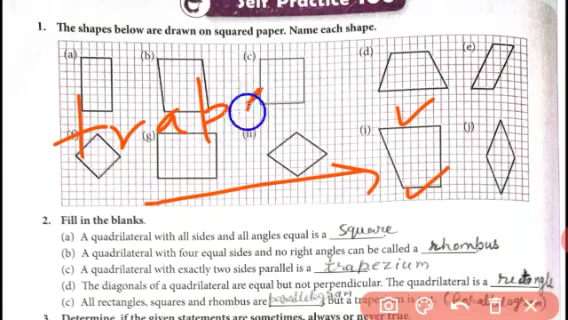 Self Practice
1. The shapes below are drawn on squared paper. Name each shape.
(a) (b) (c) (d) (e)
(g) (i) (j)
trap
2. Fill in the blanks.
(a) A quadrilateral with all sides and all angles equal is a Square
(b) A quadrilateral with four equal sides and no right angles can be called a rhombus
(c) A quadrilateral with exactly two sides parallel is a trapezium
(d) The diagonals of a quadrilateral are equal but not perpendicular. The quadrilateral is a rectangle
(e) All rectangles, squares and rhombus are but a
3. Determine, if the given statements are sometimes, always or never true.